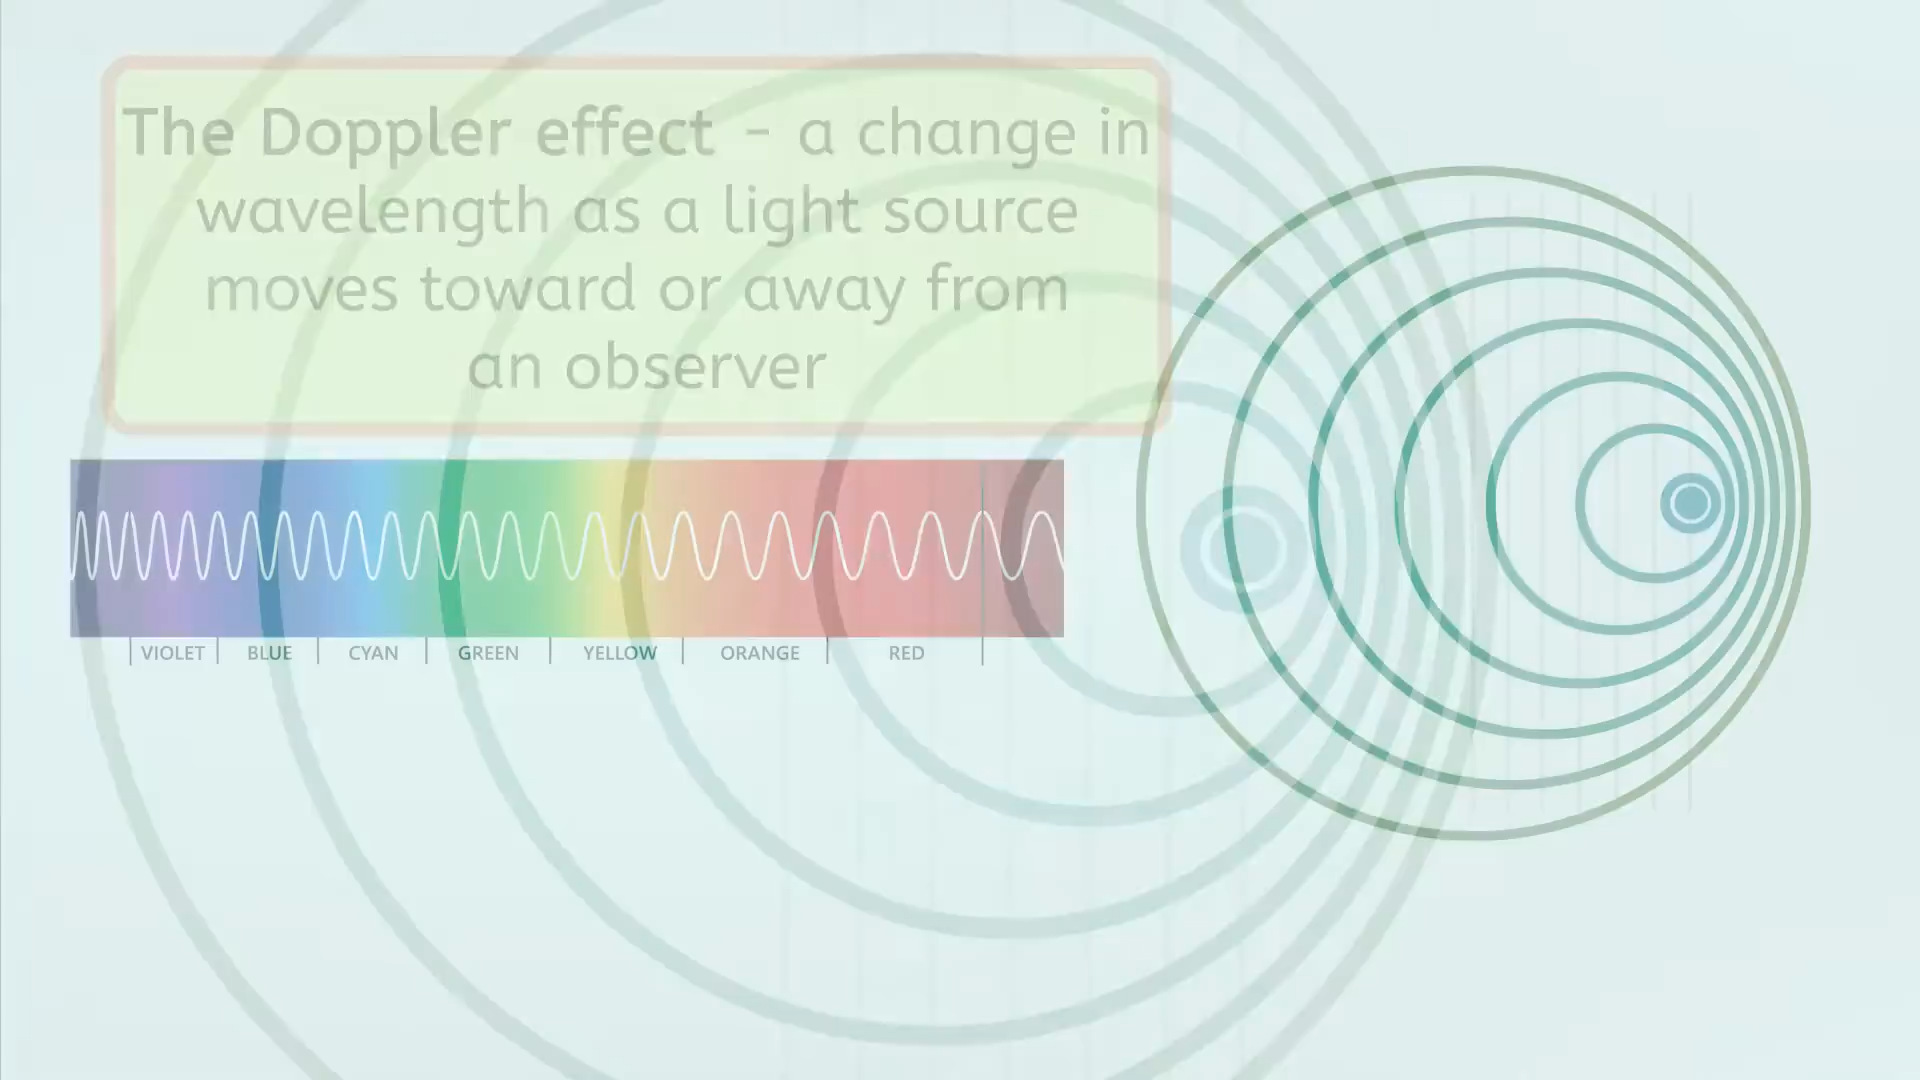 The Doppler effect - a change in
wavelength as a light source
moves toward or away from
an observer
VIOLET BLUE CYAN GREEN YELLOW ORANGE RED